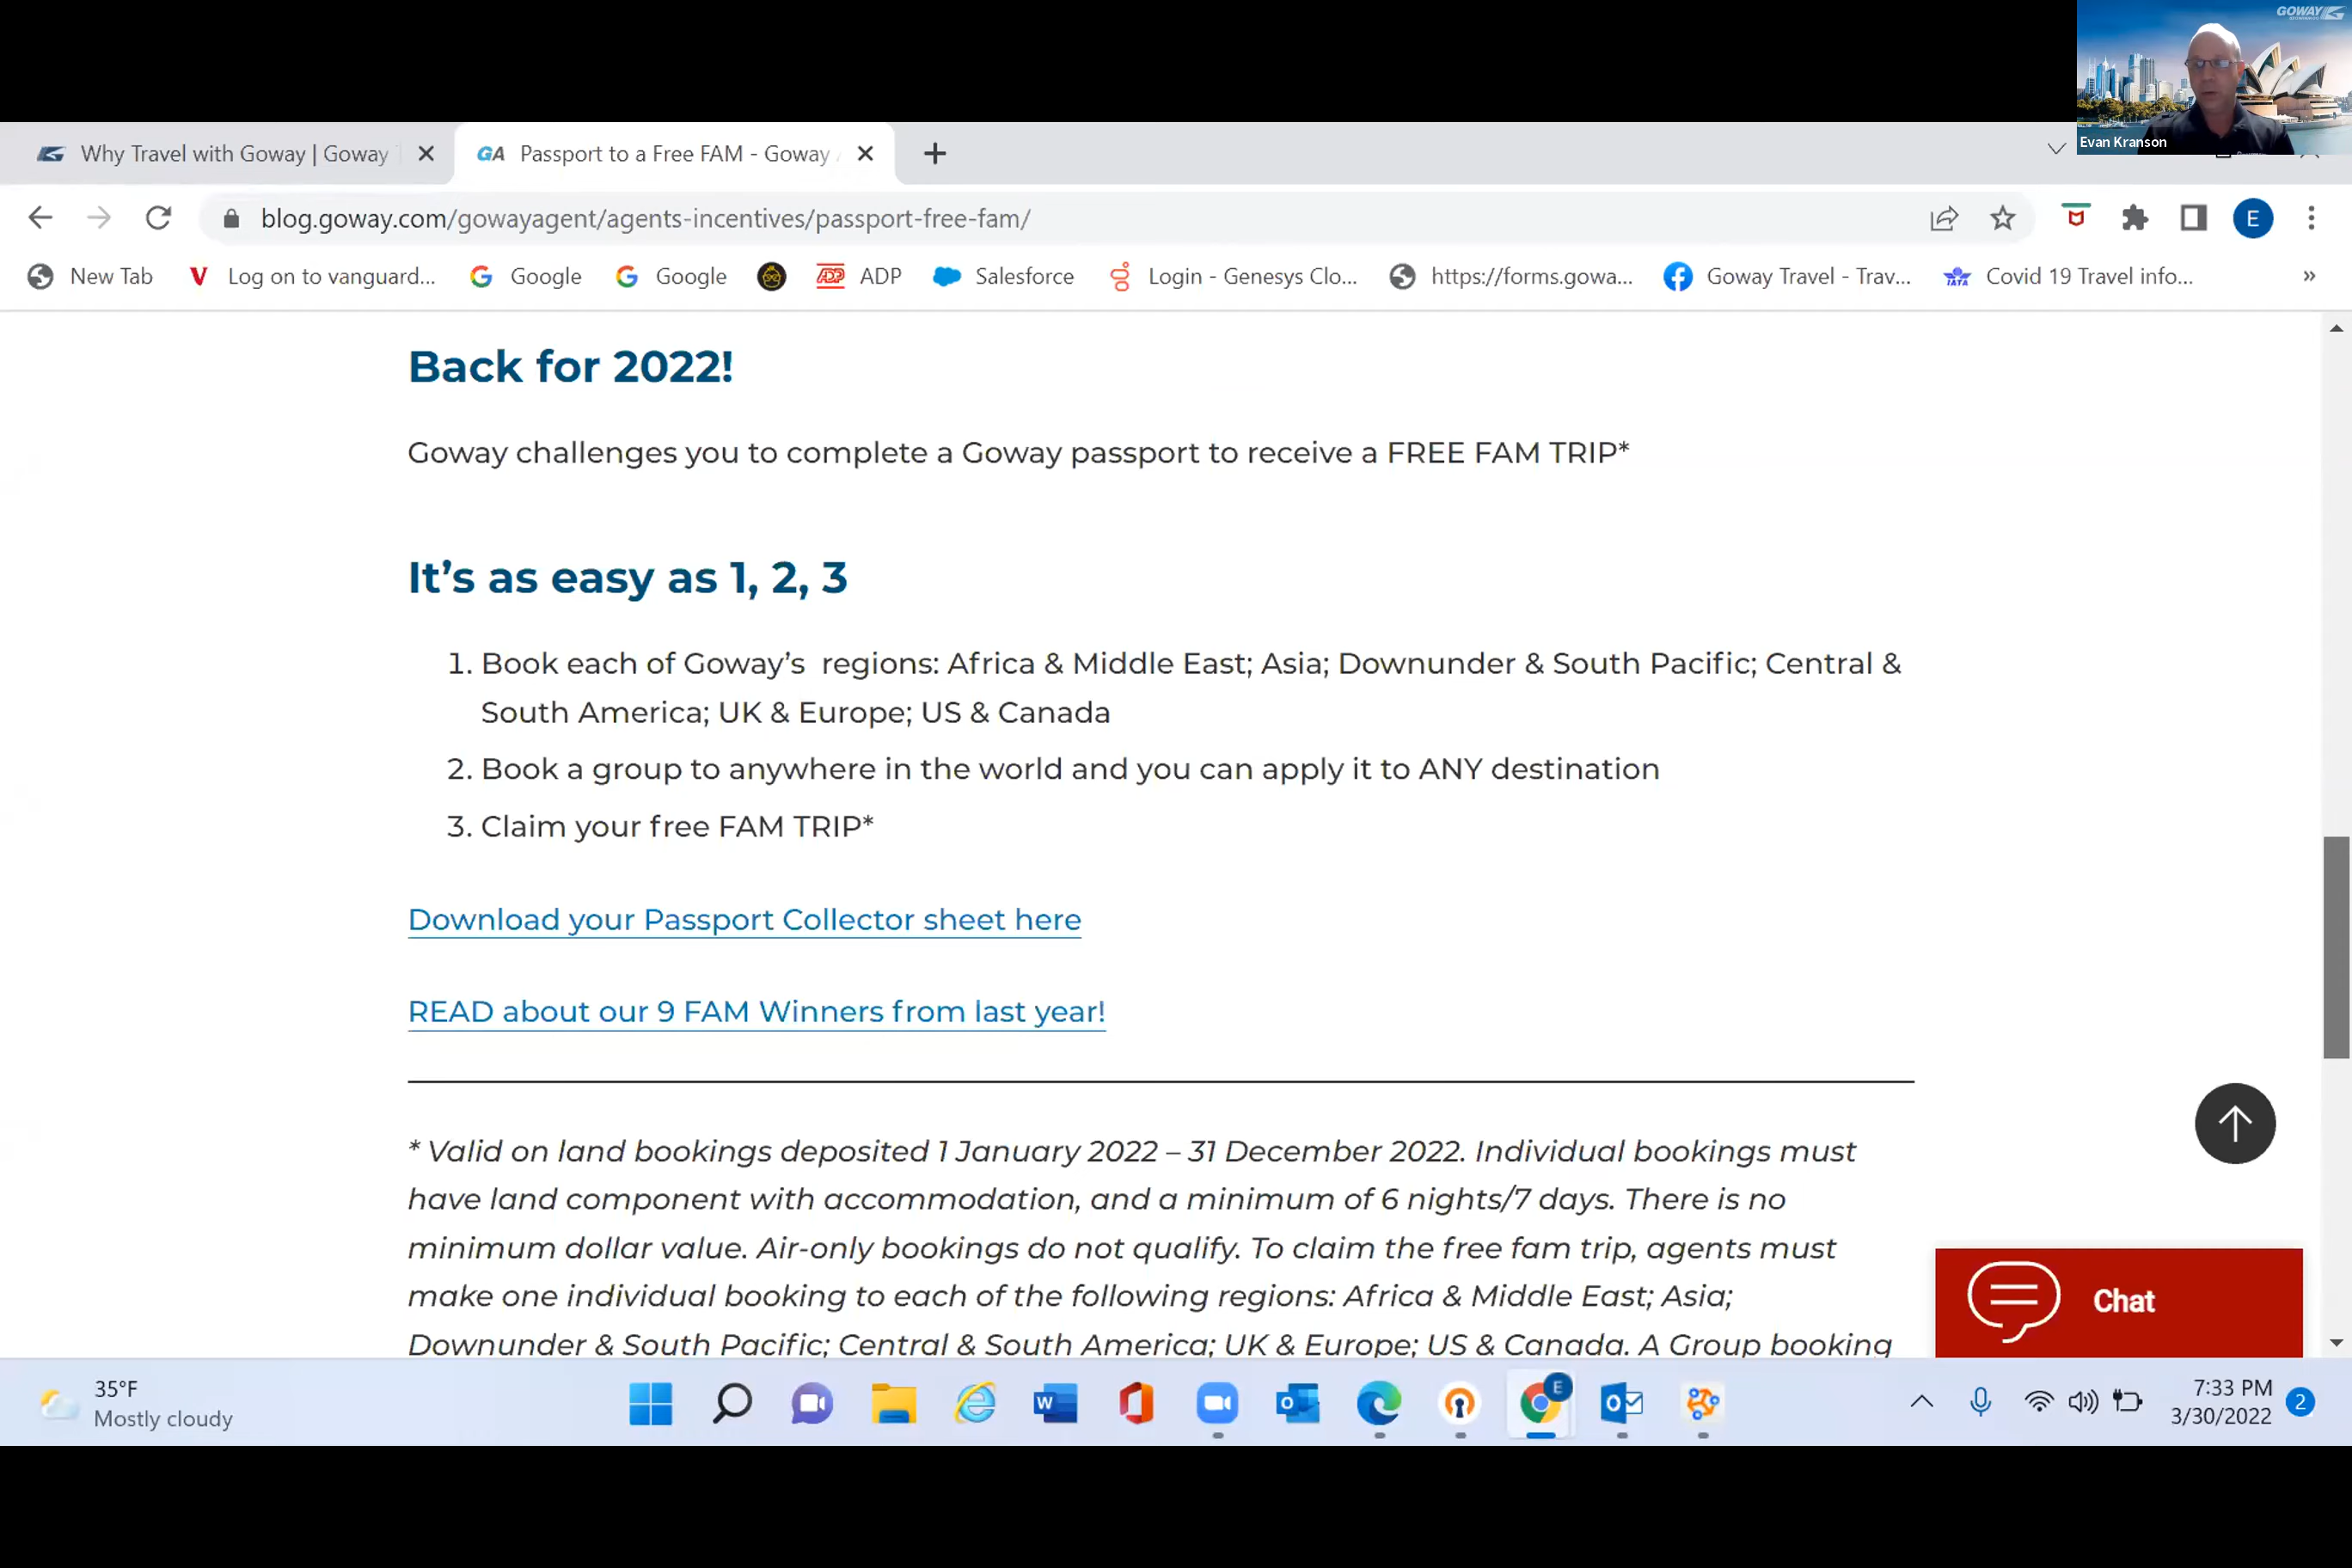 GOWAY
Evan Kranson
Why Travel with Goway | Goway
GA Passport to a Free FAM - Goway
blog.goway.com/gowayagent/agents-incentives/passport-free-fam/
E
New Tab
Log on to vanguard...
Google
Google
ADP
Salesforce
Login - Genesys Clo...
https://forms.gowa...
Goway Travel - Trav...
IATA
Covid 19 Travel info...
»
Back for 2022!
Goway challenges you to complete a Goway passport to receive a FREE FAM TRIP*
It’s as easy as 1, 2, 3
1. Book each of Goway’s regions: Africa & Middle East; Asia; Downunder & South Pacific; Central &
South America; UK & Europe; US & Canada
2. Book a group to anywhere in the world and you can apply it to ANY destination
3. Claim your free FAM TRIP*
Download your Passport Collector sheet here
READ about our 9 FAM Winners from last year!
* Valid on land bookings deposited 1 January 2022 – 31 December 2022. Individual bookings must
have land component with accommodation, and a minimum of 6 nights/7 days. There is no
minimum dollar value. Air-only bookings do not qualify. To claim the free fam trip, agents must
make one individual booking to each of the following regions: Africa & Middle East; Asia;
Downunder & South Pacific; Central & South America; UK & Europe; US & Canada. A Group booking
Chat
35°F
Mostly cloudy
7:33 PM
3/30/2022
2